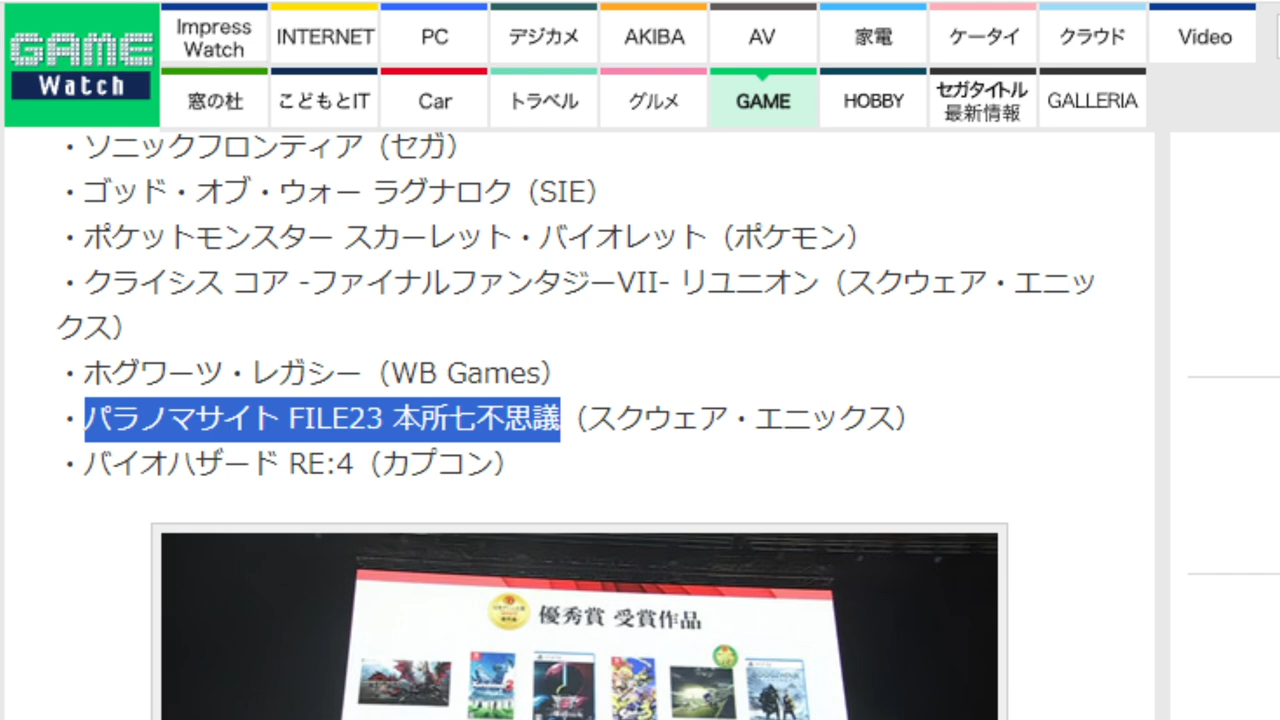 GAME
Watch
Impress Watch
INTERNET
PC
デジカメ
AKIBA
AV
家電
ケータイ
クラウド
Video
窓の杜
こどもとIT
Car
トラベル
グルメ
GAME
HOBBY
セガタイトル
最新情報
GALLERIA
・ソニックフロンティア（セガ）
・ゴッド・オブ・ウォー ラグナロク（SIE）
・ポケットモンスター スカーレット・バイオレット（ポケモン）
・クライシス コア -ファイナルファンタジーVII- リユニオン（スクウェア・エニッ
クス）
・ホグワーツ・レガシー（WB Games）
・パラノマサイト FILE23 本所七不思議（スクウェア・エニックス）
・バイオハザード RE:4（カプコン）
優秀賞 受賞作品